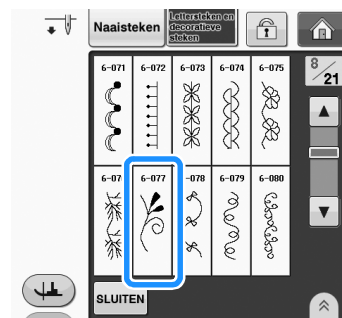 Naaisteken
Lettersteken en
decoratieve
steken
8/21
6-071 6-072 6-073 6-074 6-075
6-077 -078 6-079 6-080
SLUITEN